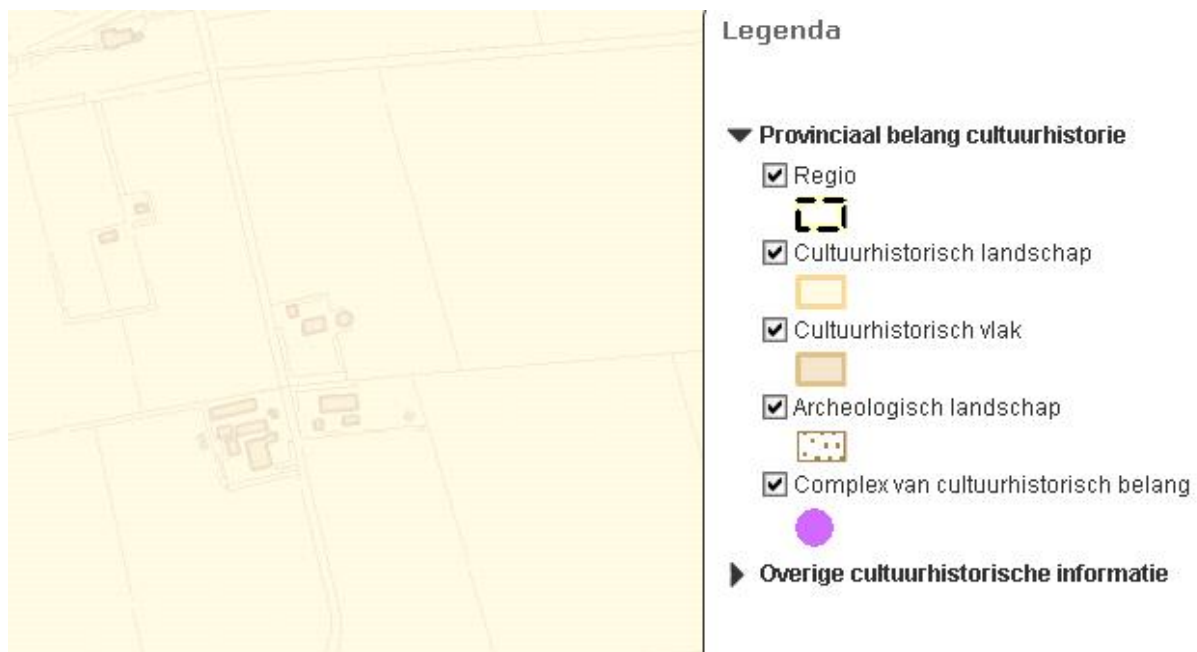 Legenda
Provinciaal belang cultuurhistorie
Regio
Cultuurhistorisch landschap
Cultuurhistorisch vlak
Archeologisch landschap
Complex van cultuurhistorisch belang
Overige cultuurhistorische informatie